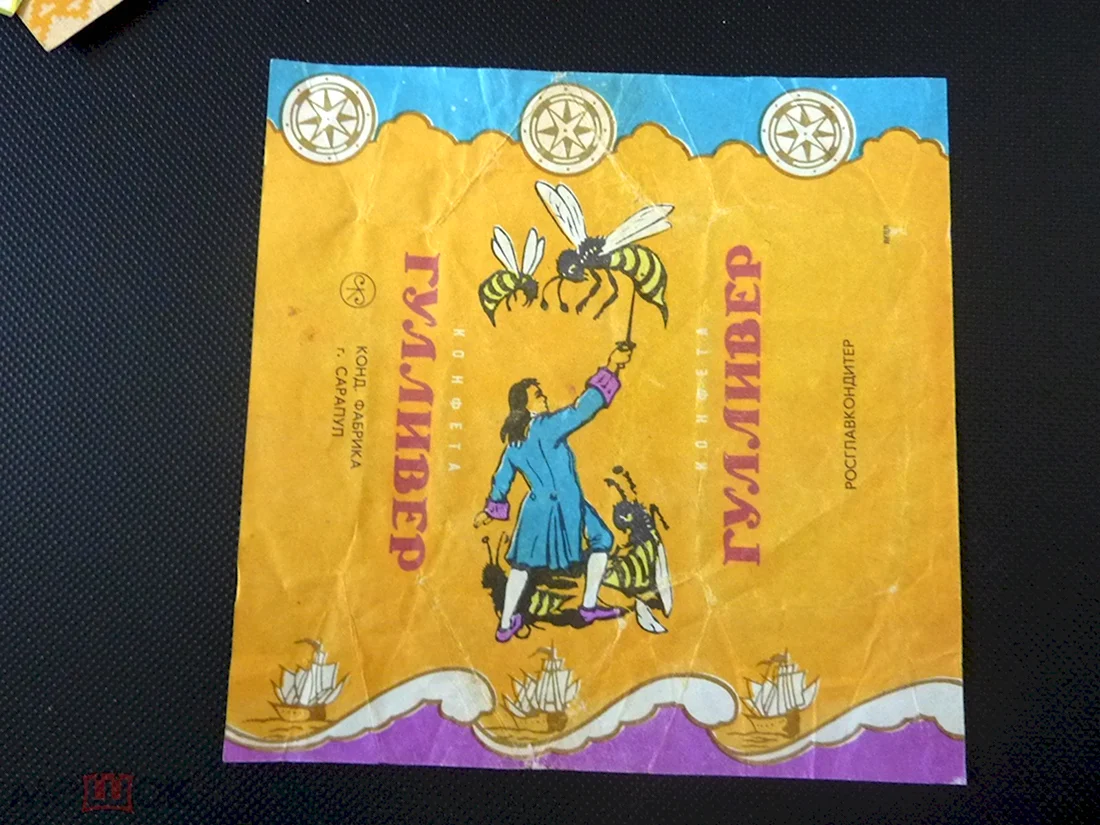 ГУЛЛИВЕР
КОНФЕТА
КОНД. ФАБРИКА
г. САРАПУЛ
КОНФЕТА
ГУЛЛИВЕР
РОСГЛАВКОНДИТЕР